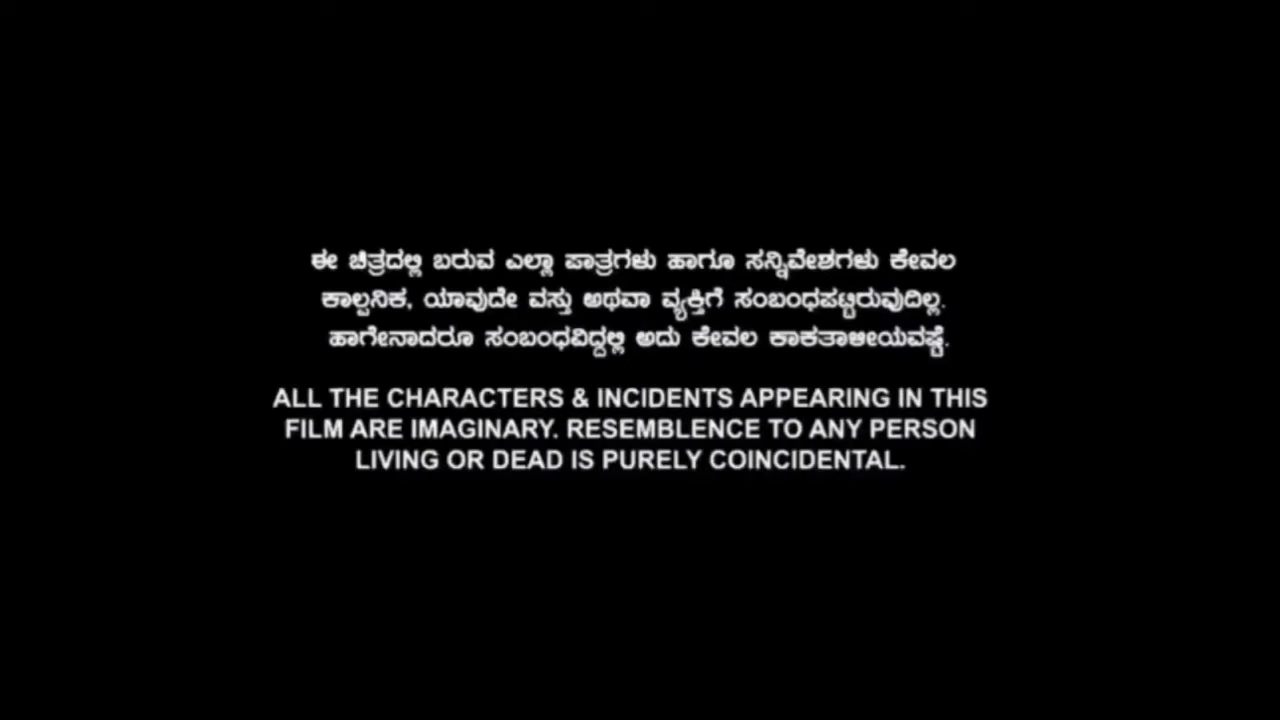 ಈ ಚಿತ್ರದಲ್ಲಿ ಬರುವ ಎಲ್ಲಾ ಪಾತ್ರಗಳು ಹಾಗೂ ಸನ್ನಿವೇಶಗಳು ಕೇವಲ
ಕಾಲ್ಪನಿಕ, ಯಾವುದೇ ವಸ್ತು ಅಥವಾ ವ್ಯಕ್ತಿಗೆ ಸಂಬಂಧಪಟ್ಟಿರುವುದಿಲ್ಲ.
ಹಾಗೇನಾದರೂ ಸಂಬಂಧವಿದ್ದಲ್ಲಿ ಅದು ಕೇವಲ ಕಾಕತಾಳೀಯವಷ್ಟೆ.
ALL THE CHARACTERS & INCIDENTS APPEARING IN THIS
FILM ARE IMAGINARY. RESEMBLENCE TO ANY PERSON
LIVING OR DEAD IS PURELY COINCIDENTAL.